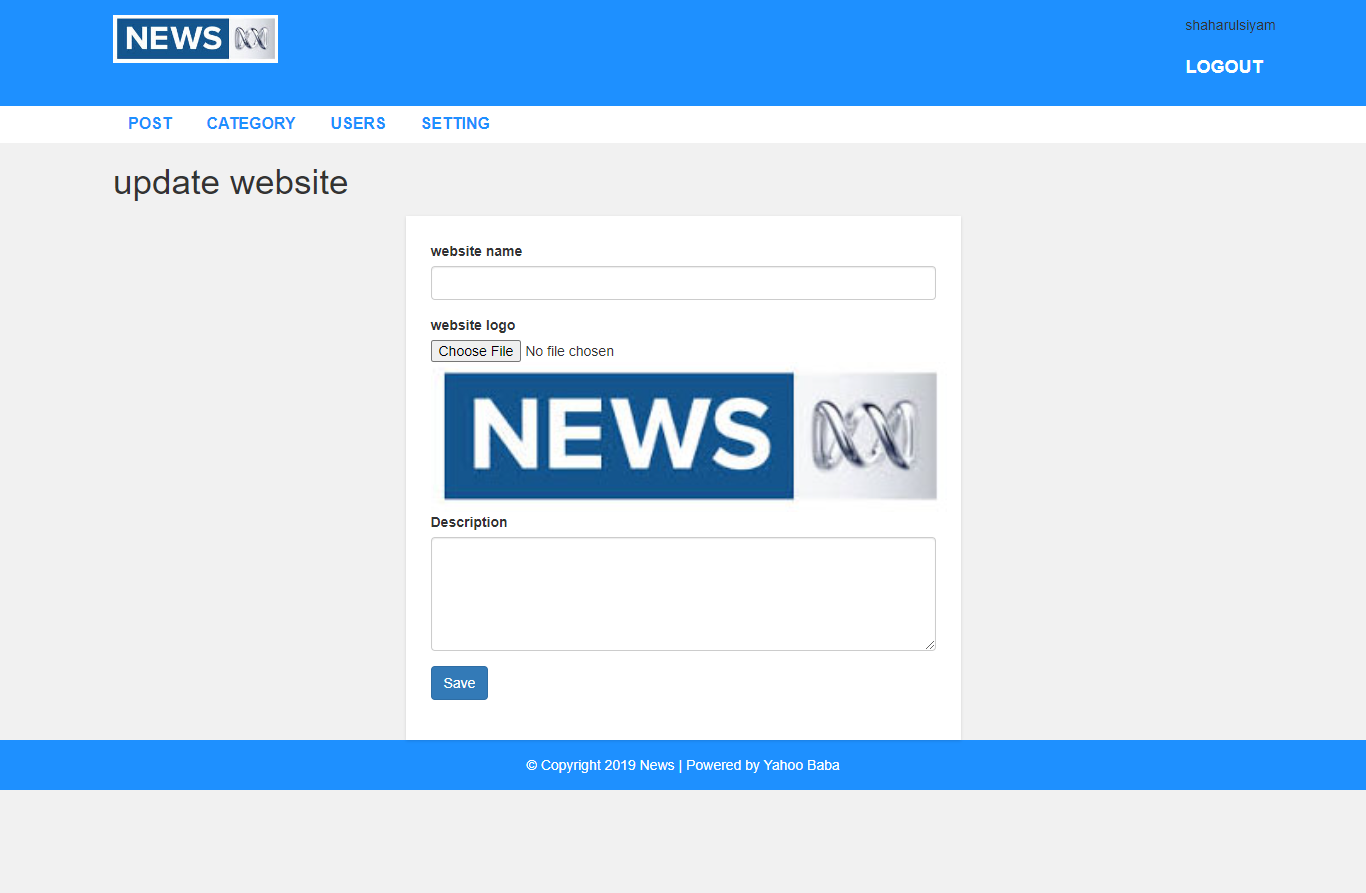 NEWS
shaharulsiyam
LOGOUT
POST CATEGORY USERS SETTING
update website
website name
website logo
Choose File No file chosen
NEWS
Description
Save
© Copyright 2019 News | Powered by Yahoo Baba